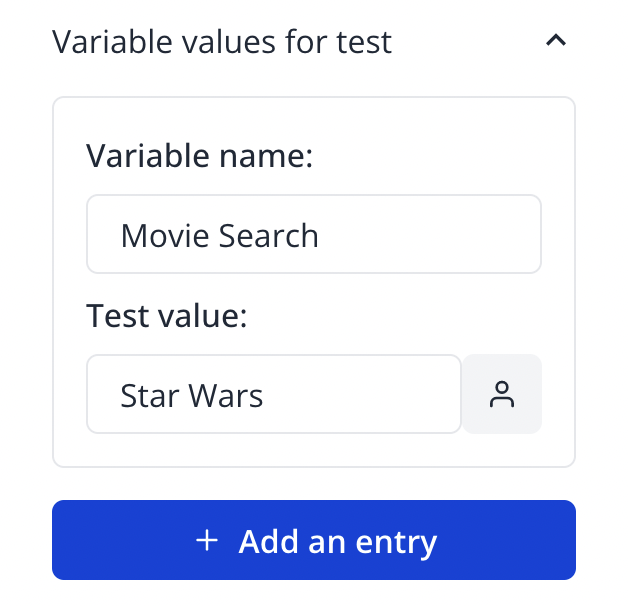 Variable values for test
Variable name:
Movie Search
Test value:
Star Wars
Add an entry